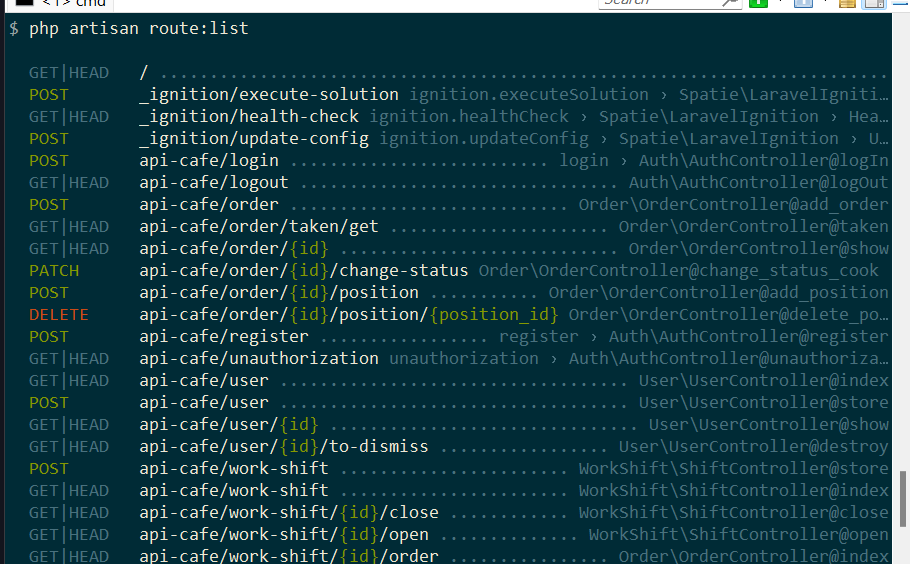 <1> cmd
Search
$ php artisan route:list
GET|HEAD / ...........................................................................
POST _ignition/execute-solution ignition.executeSolution › Spatie\LaravelIgniti…
GET|HEAD _ignition/health-check ignition.healthCheck › Spatie\LaravelIgnition › Hea…
POST _ignition/update-config ignition.updateConfig › Spatie\LaravelIgnition › U…
POST api-cafe/login .......................... login › Auth\AuthController@logIn
GET|HEAD api-cafe/logout ................................ Auth\AuthController@logOut
POST api-cafe/order ............................ Order\OrderController@add_order
GET|HEAD api-cafe/order/taken/get ...................... Order\OrderController@taken
GET|HEAD api-cafe/order/{id} ............................ Order\OrderController@show
PATCH api-cafe/order/{id}/change-status Order\OrderController@change_status_cook
POST api-cafe/order/{id}/position ........... Order\OrderController@add_position
DELETE api-cafe/order/{id}/position/{position_id} Order\OrderController@delete_po…
POST api-cafe/register ................. register › Auth\AuthController@register
GET|HEAD api-cafe/unauthorization unauthorization › Auth\AuthController@unauthoriza…
GET|HEAD api-cafe/user ................................... User\UserController@index
POST api-cafe/user ................................... User\UserController@store
GET|HEAD api-cafe/user/{id} ............................... User\UserController@show
GET|HEAD api-cafe/user/{id}/to-dismiss ................. User\UserController@destroy
POST api-cafe/work-shift ....................... WorkShift\ShiftController@store
GET|HEAD api-cafe/work-shift ....................... WorkShift\ShiftController@index
GET|HEAD api-cafe/work-shift/{id}/close ............ WorkShift\ShiftController@close
GET|HEAD api-cafe/work-shift/{id}/open .............. WorkShift\ShiftController@open
GET|HEAD api-cafe/work-shift/{id}/order ................ Order\OrderController@index